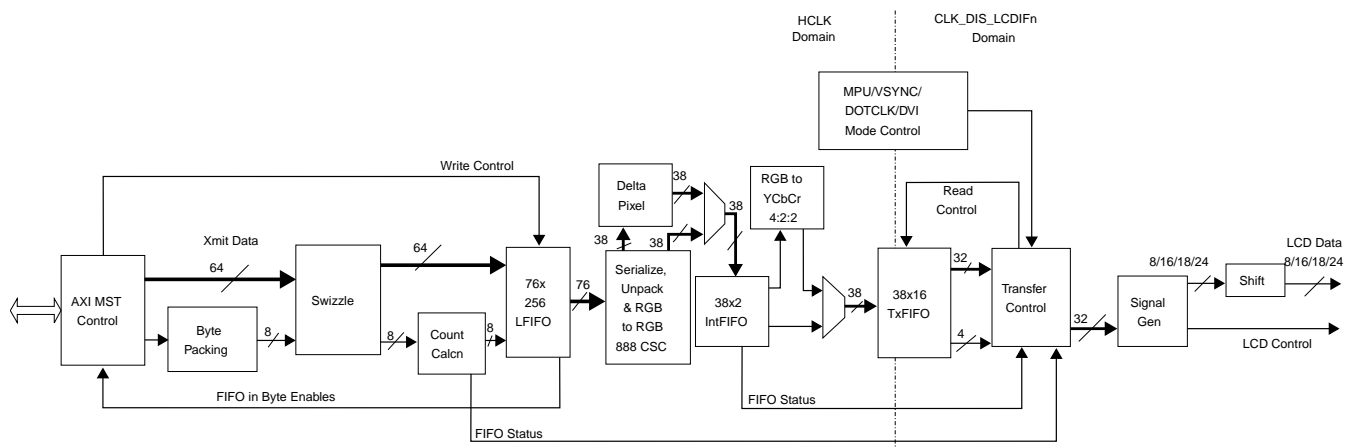 HCLK
Domain
CLK_DIS_LCDIFn
Domain
MPU/VSYNC/
DOTCLK/DVI
Mode Control
Write Control
Delta
Pixel
38
38
38
38
38
RGB to
YCbCr
4:2:2
Read
Control
Xmit Data
64
64
AXI MST
Control
Swizzle
76x
256
LFIFO
76
Serialize,
Unpack
& RGB
to RGB
888 CSC
38x2
IntFIFO
38x16
TxFIFO
32
4
Transfer
Control
32
Signal
Gen
8/16/18/24
Shift
LCD Data
8/16/18/24
LCD Control
Byte
Packing
8
8
Count
Calcn
8
FIFO in Byte Enables
FIFO Status
FIFO Status